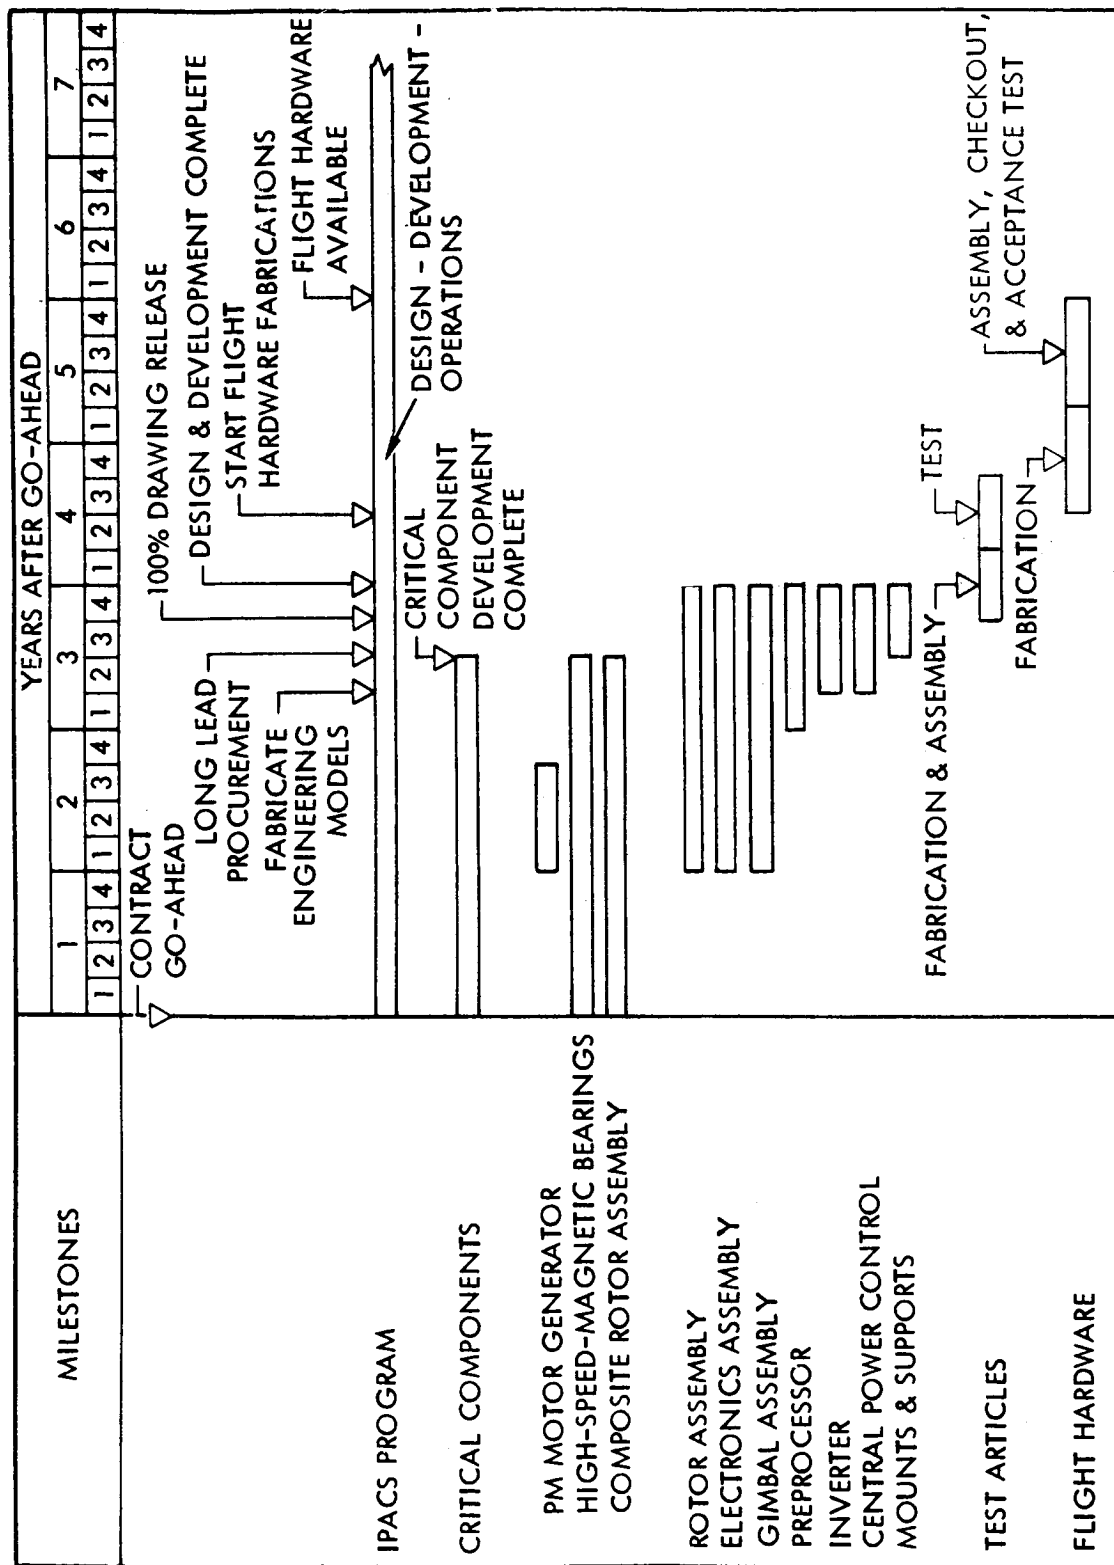 MILESTONES
YEARS AFTER GO-AHEAD
1 2 3 4 5 6 7
1 2 3 4 1 2 3 4 1 2 3 4 1 2 3 4 1 2 3 4 1 2 3 4 1 2 3 4
CONTRACT
GO-AHEAD
100% DRAWING RELEASE
LONG LEAD
PROCUREMENT
DESIGN & DEVELOPMENT COMPLETE
FABRICATE
ENGINEERING
MODELS
START FLIGHT
HARDWARE FABRICATIONS
FLIGHT HARDWARE
AVAILABLE
IPACS PROGRAM
DESIGN - DEVELOPMENT -
OPERATIONS
CRITICAL COMPONENTS
CRITICAL
COMPONENT
DEVELOPMENT
COMPLETE
PM MOTOR GENERATOR
HIGH-SPEED-MAGNETIC BEARINGS
COMPOSITE ROTOR ASSEMBLY
ROTOR ASSEMBLY
ELECTRONICS ASSEMBLY
GIMBAL ASSEMBLY
PREPROCESSOR
INVERTER
CENTRAL POWER CONTROL
MOUNTS & SUPPORTS
FABRICATION & ASSEMBLY
TEST
TEST ARTICLES
FABRICATION
ASSEMBLY, CHECKOUT,
& ACCEPTANCE TEST
FLIGHT HARDWARE